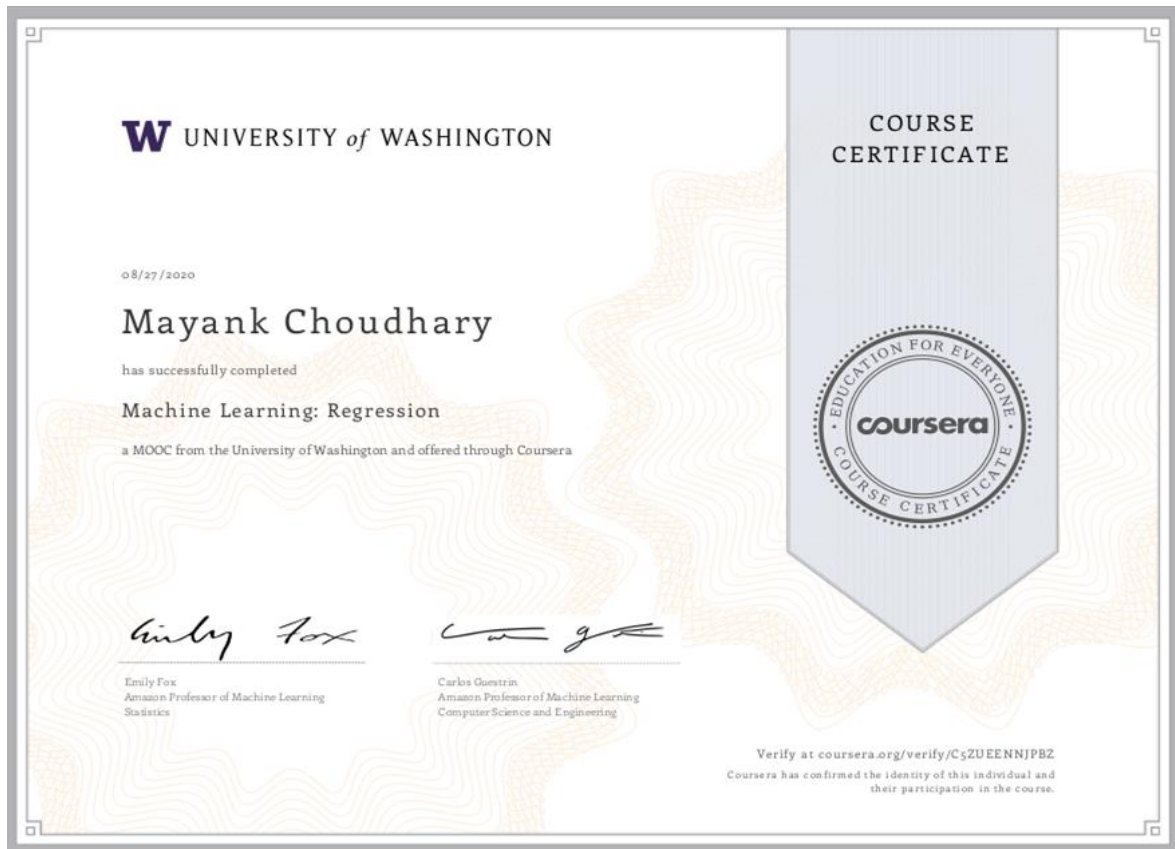 W UNIVERSITY of WASHINGTON
COURSE
CERTIFICATE
08/27/2020
Mayank Choudhary
has successfully completed
Machine Learning: Regression
a MOOC from the University of Washington and offered through Coursera
· EDUCATION FOR EVERYONE ·
coursera
COURSE CERTIFICATE
Emily Fox
Emily Fox
Amazon Professor of Machine Learning
Statistics
Carlos Guestrin
Amazon Professor of Machine Learning
Computer Science and Engineering
Verify at coursera.org/verify/C5ZUEENNJPBZ
Coursera has confirmed the identity of this individual and
their participation in the course.